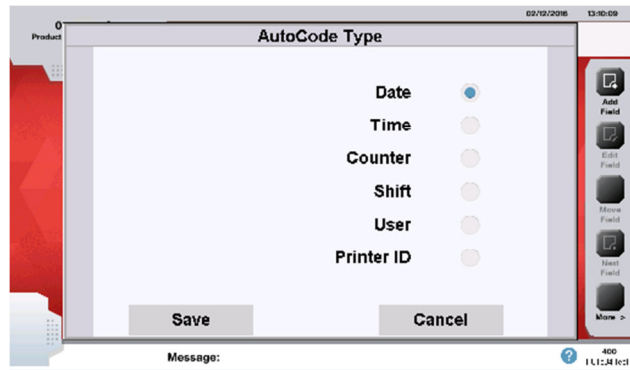 02/12/2016 13:10:09
0
Product
AutoCode Type
Date
Time
Counter
Shift
User
Printer ID
Save
Cancel
Add
Field
Edit
Field
Move
Field
Next
Field
More >
Message:
?
400